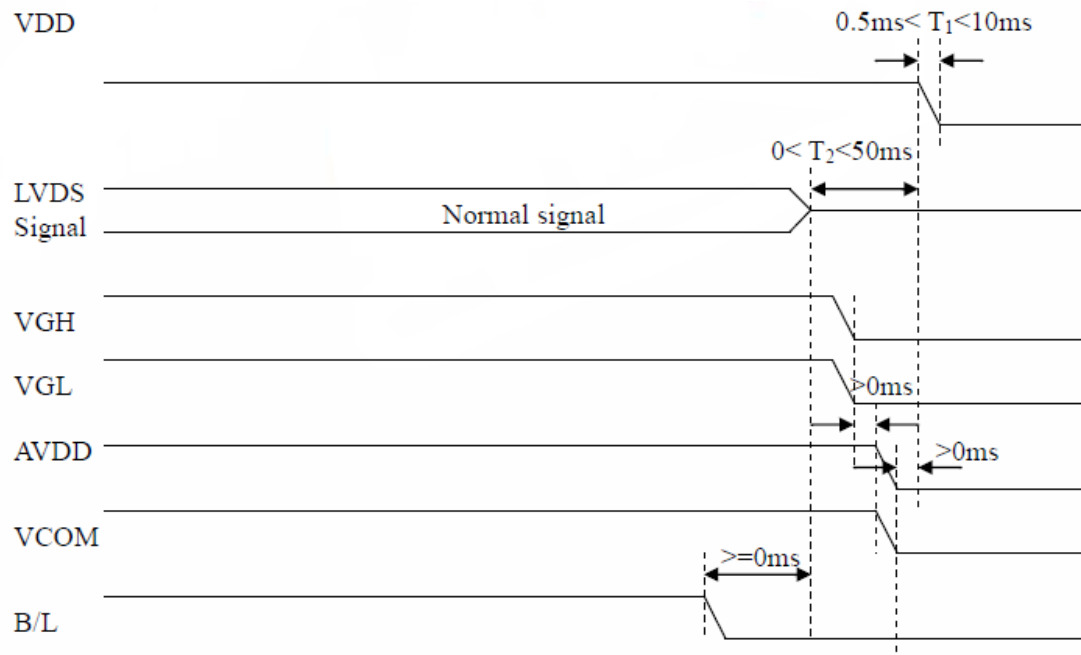 VDD
0.5ms< T₁<10ms
0< T₂<50ms
LVDS
Signal
Normal signal
VGH
VGL
>0ms
AVDD
>0ms
VCOM
>=0ms
B/L